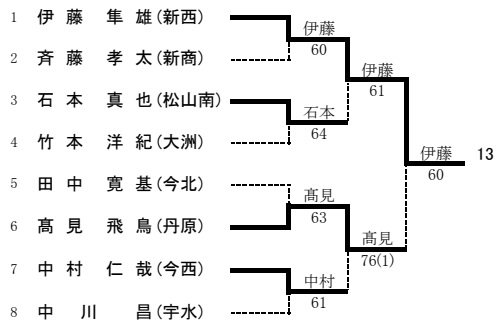 1 伊藤 隼雄(新西)
伊藤
60
2 斉藤 孝太(新商)
伊藤
61
3 石本 真也(松山南)
石本
64
4 竹本 洋紀(大洲)
伊藤 13
60
5 田中 寛基(今北)
髙見
63
6 髙見 飛鳥(丹原)
髙見
76(1)
7 中村 仁哉(今西)
中村
61
8 中川 昌(宇水)